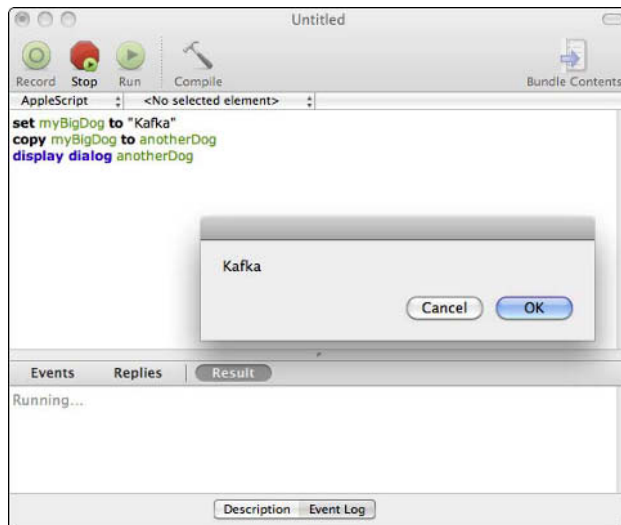 Untitled
Record Stop Run Compile Bundle Contents
AppleScript <No selected element>
set myBigDog to "Kafka"
copy myBigDog to anotherDog
display dialog anotherDog
Kafka
Cancel OK
Events Replies Result
Running...
Description Event Log